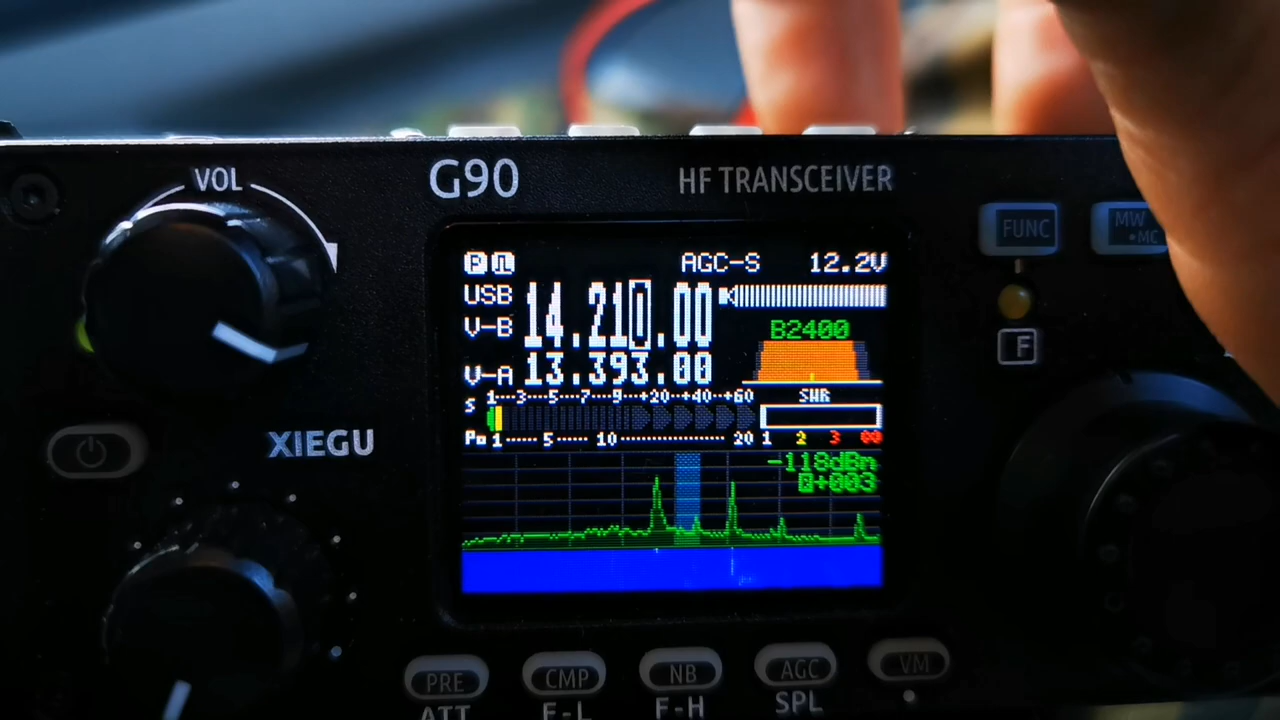 VOL
G90
HF TRANSCEIVER
FUNC
MW
•MC
P
AGC-S 12.2V
USB 14.210.00
V-B
B2400
V-A 13.393.00
S 1--3--5--7--9--+20--+40--+60
SWR
Po 1-----5-----10---------------20
1 2 3 ∞
-118dBm
0+003
F
XIEGU
PRE
CMP
NB
AGC
VM
ATT
F-L
F-H
SPL